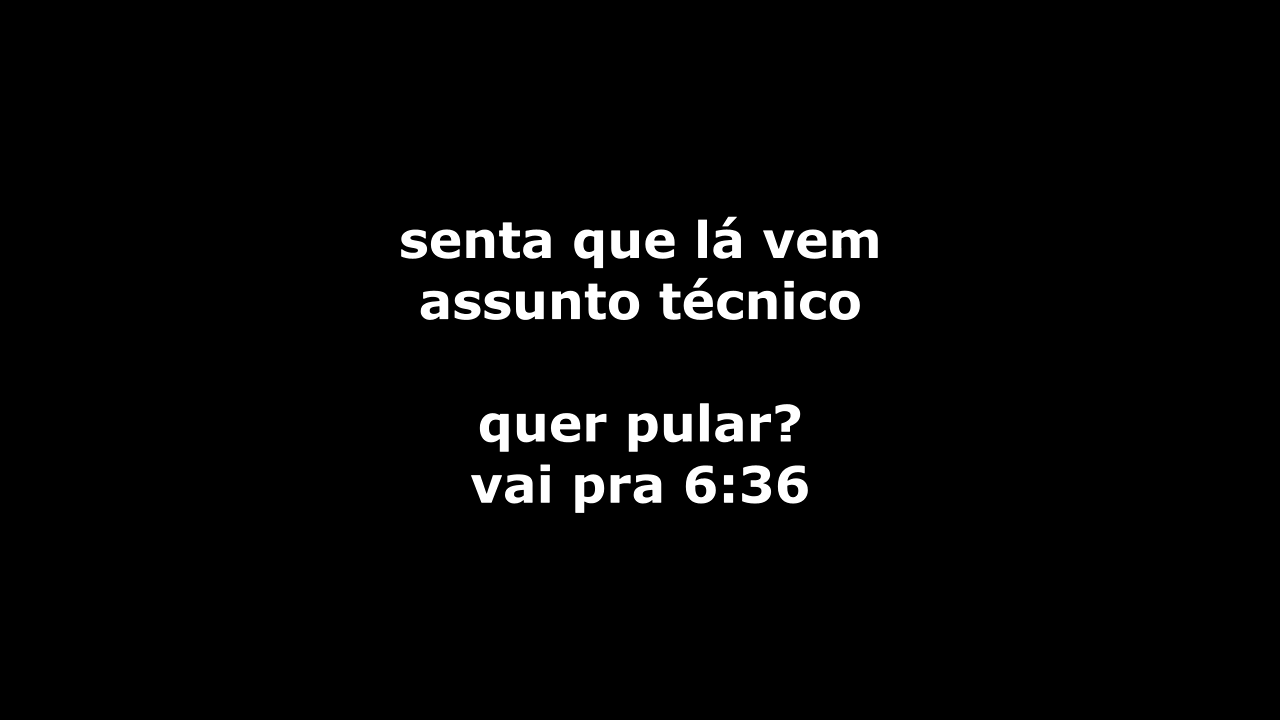 senta que lá vem
assunto técnico
quer pular?
vai pra 6:36